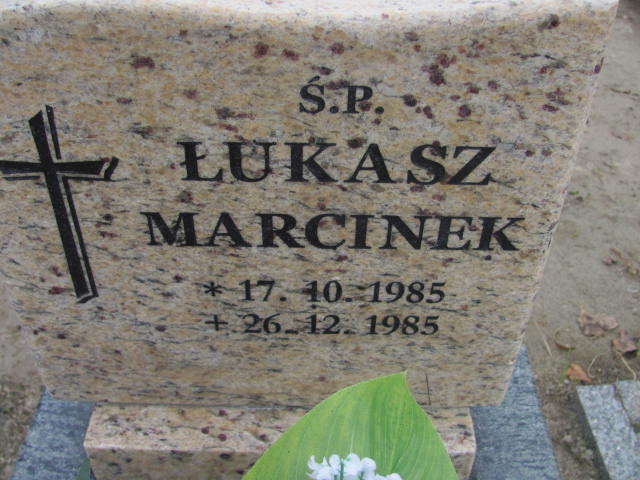 Ś.P.
ŁUKASZ
MARCINEK
* 17. 10. 1985
+ 26. 12. 1985